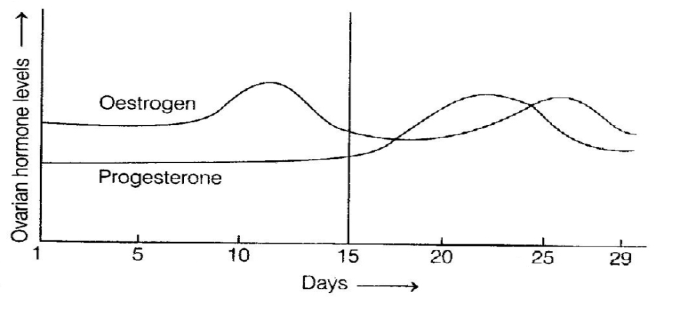 Ovarian hormone levels →
Oestrogen
Progesterone
1 5 10 15 20 25 29
Days →